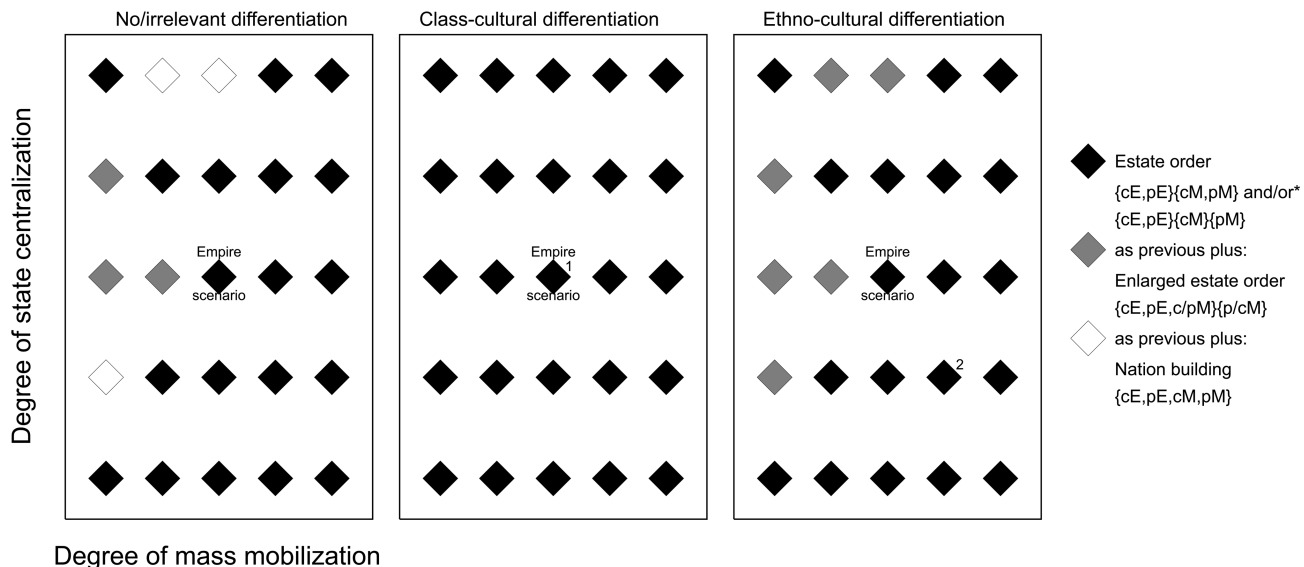 No/irrelevant differentiation
Class-cultural differentiation
Ethno-cultural differentiation
Degree of state centralization
Empire
scenario
Empire
1
scenario
Empire
scenario
2
Estate order
{cE,pE}{cM,pM} and/or*
{cE,pE}{cM}{pM}
as previous plus:
Enlarged estate order
{cE,pE,c/pM}{p/cM}
as previous plus:
Nation building
{cE,pE,cM,pM}
Degree of mass mobilization